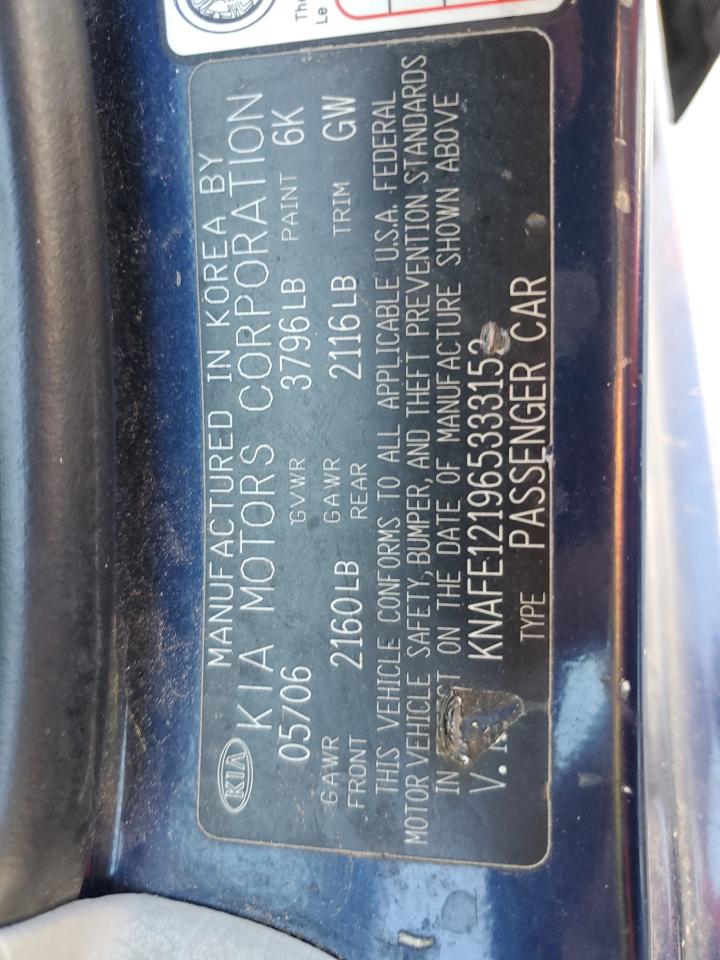 KIA
MANUFACTURED IN KOREA BY
KIA MOTORS CORPORATION
05/06 GVWR 3796LB PAINT 6K
GAWR FRONT 2160LB GAWR REAR 2116LB TRIM GW
THIS VEHICLE CONFORMS TO ALL APPLICABLE U.S.A. FEDERAL
MOTOR VEHICLE SAFETY, BUMPER, AND THEFT PREVENTION STANDARDS
IN ON THE DATE OF MANUFACTURE SHOWN ABOVE
KNAFE121965333152
TYPE PASSENGER CAR